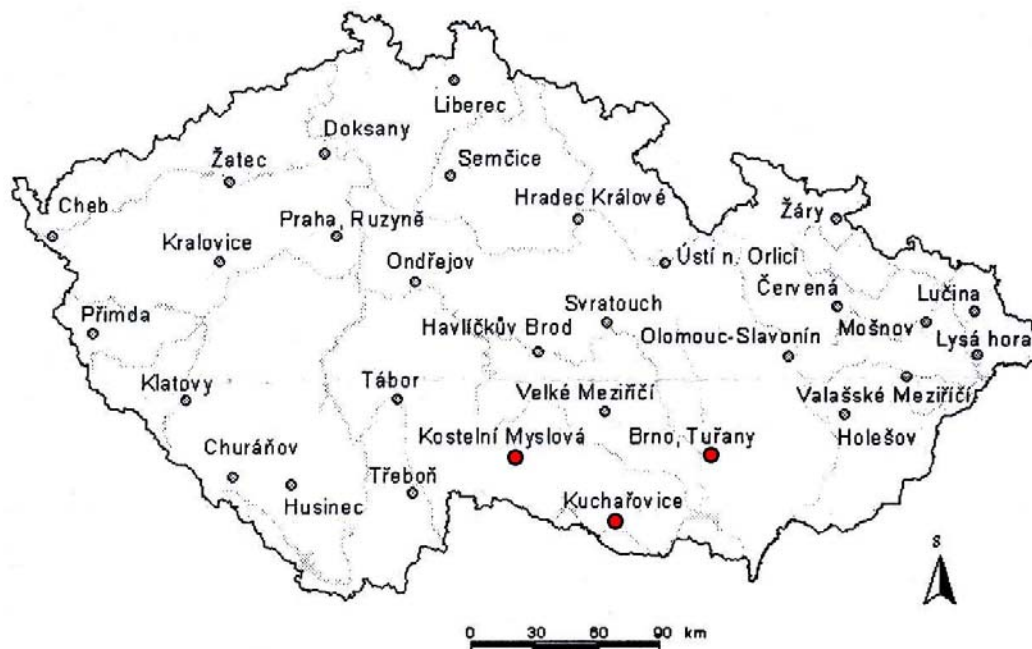 Liberec
Doksany
Semčice
Žatec
Hradec Králové
Cheb
Praha, Ruzyně
Žáry
Kralovice
Ondřejov
Ústí n. Orlicí
Svratouch
Červená
Lučina
Přimda
Havlíčkův Brod
Olomouc-Slavonín
Mošnov
Lysá hora
Klatovy
Tábor
Velké Meziříčí
Valašské Meziříčí
Kostelní Myslová
Brno, Tuřany
Holešov
Churáňov
Třeboň
Kuchařovice
Husinec
S
0 30 60 90 km